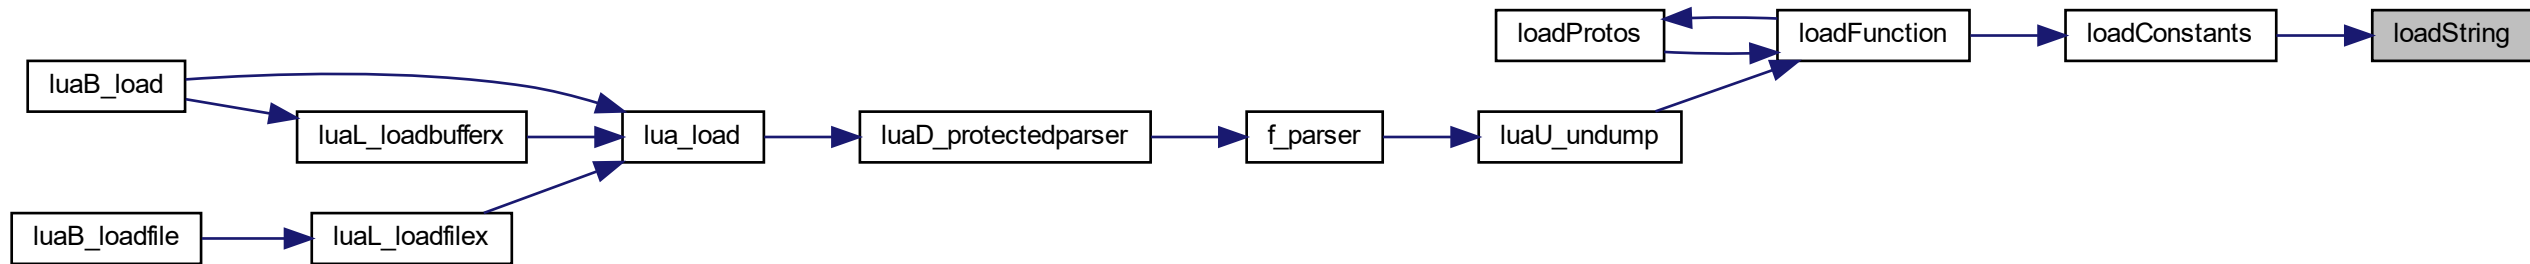 loadProtos
loadFunction
loadConstants
loadString
luaB_load
luaL_loadbufferx
lua_load
luaD_protectedparser
f_parser
luaU_undump
luaB_loadfile
luaL_loadfilex